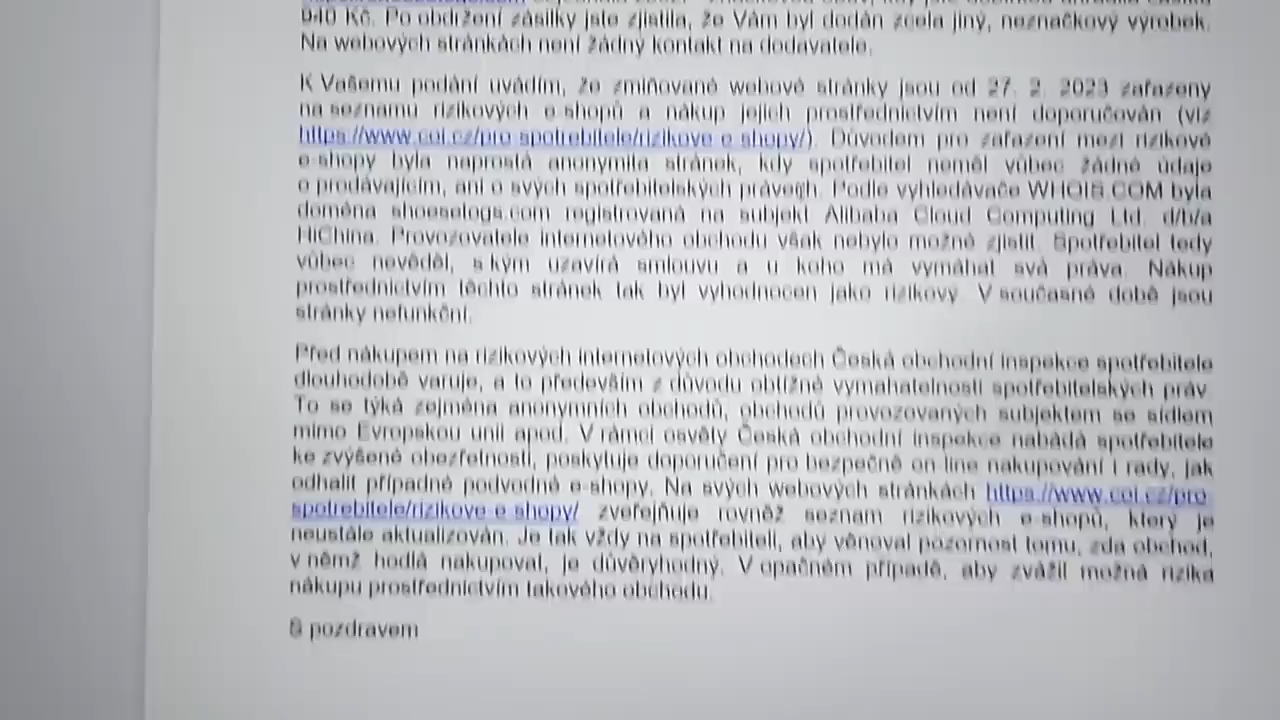 940 Kč. Po obdržení zásilky jste zjistila, že Vám byl dodán zcela jiný, neznačkový výrobek.
Na webových stránkách není žádný kontakt na dodavatele.
K Vašemu podání uvádím, že zmiňované webové stránky jsou od 27. 2. 2023 zařazeny
na seznamu rizikových e-shopů a nákup jejich prostřednictvím není doporučován (viz
https://www.coi.cz/pro-spotrebitele/rizikove-e-shopy/). Důvodem pro zařazení mezi rizikové
e-shopy byla naprostá anonymita stránek, kdy spotřebitel neměl vůbec žádné údaje
o prodávajícím, ani o svých spotřebitelských právech. Podle vyhledávače WHOIS.COM byla
doména shoeselogs.com registrovaná na subjekt Alibaba Cloud Computing Ltd. d/b/a
HiChina. Provozovatele internetového obchodu však nebylo možné zjistit. Spotřebitel tedy
vůbec nevěděl, s kým uzavírá smlouvu a u koho má vymáhat svá práva. Nákup
prostřednictvím těchto stránek tak byl vyhodnocen jako rizikový. V současné době jsou
stránky nefunkční.
Před nákupem na rizikových internetových obchodech Česká obchodní inspekce spotřebitele
dlouhodobě varuje, a to především z důvodu obtížné vymahatelnosti spotřebitelských práv.
To se týká zejména anonymních obchodů, obchodů provozovaných subjektem se sídlem
mimo Evropskou unii apod. V rámci osvěty Česká obchodní inspekce nabádá spotřebitele
ke zvýšené obezřetnosti, poskytuje doporučení pro bezpečné on-line nakupování i rady, jak
odhalit případné podvodné e-shopy. Na svých webových stránkách https://www.coi.cz/pro-
spotrebitele/rizikove-e-shopy/ zveřejňuje rovněž seznam rizikových e-shopů, který je
neustále aktualizován. Je tak vždy na spotřebiteli, aby věnoval pozornost tomu, zda obchod,
v němž hodlá nakupovat, je důvěryhodný. V opačném případě, aby zvážil možná rizika
nákupu prostřednictvím takového obchodu.
S pozdravem